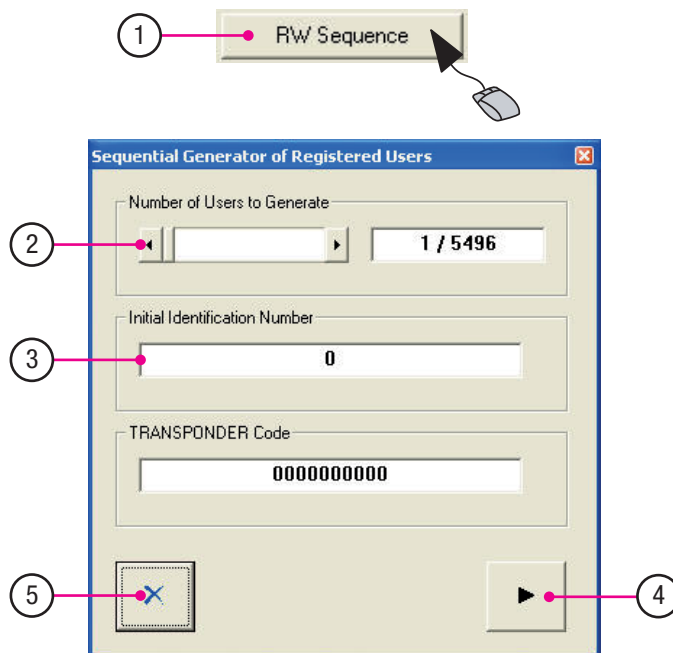 1
RW Sequence
Sequential Generator of Registered Users
Number of Users to Generate
2
1 / 5496
Initial Identification Number
3
0
TRANSPONDER Code
0000000000
5
4